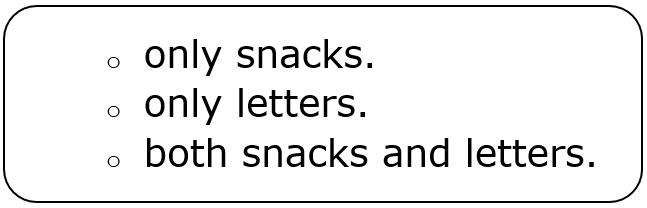 ○ only snacks.
○ only letters.
○ both snacks and letters.